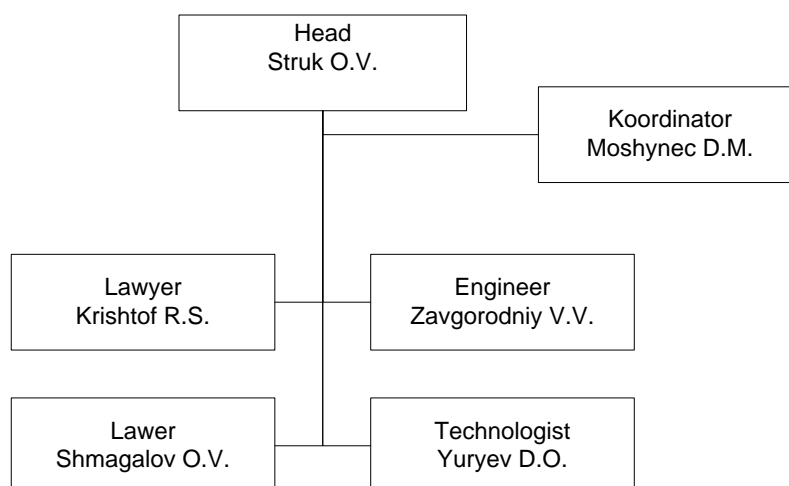 Head
Struk O.V.
Koordinator
Moshynec D.M.
Lawyer
Krishtof R.S.
Engineer
Zavgorodniy V.V.
Lawer
Shmagalov O.V.
Technologist
Yuryev D.O.